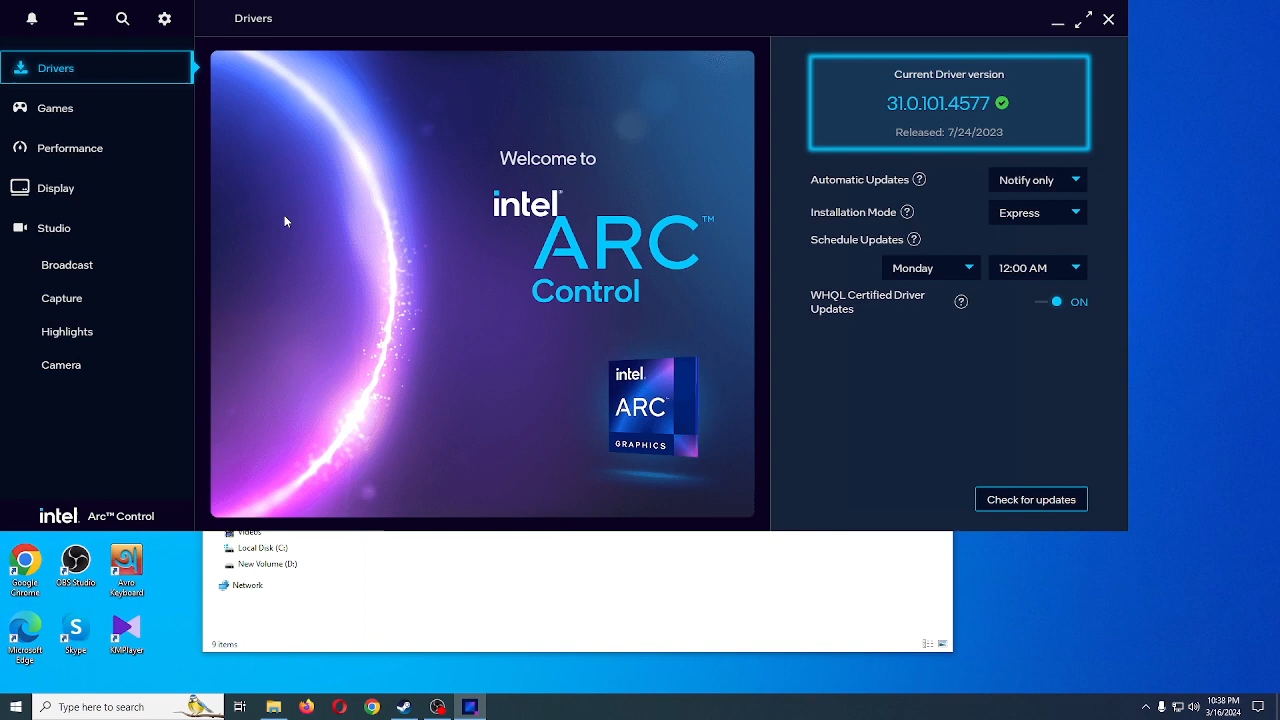 Drivers
Drivers
Games
Performance
Display
Studio
Broadcast
Capture
Highlights
Camera
intel. Arc™ Control
Welcome to
intel®
ARC™
Control
intel.
ARC
GRAPHICS
Current Driver version
31.0.101.4577
Released: 7/24/2023
Automatic Updates ?
Notify only
Installation Mode ?
Express
Schedule Updates ?
Monday
12:00 AM
WHQL Certified Driver
Updates ?
ON
Check for updates
Videos
Local Disk (C:)
New Volume (D:)
Network
9 items
Google
Chrome
OBS Studio
Avro
Keyboard
Microsoft
Edge
Skype
KMPlayer
Type here to search
10:38 PM
3/16/2024